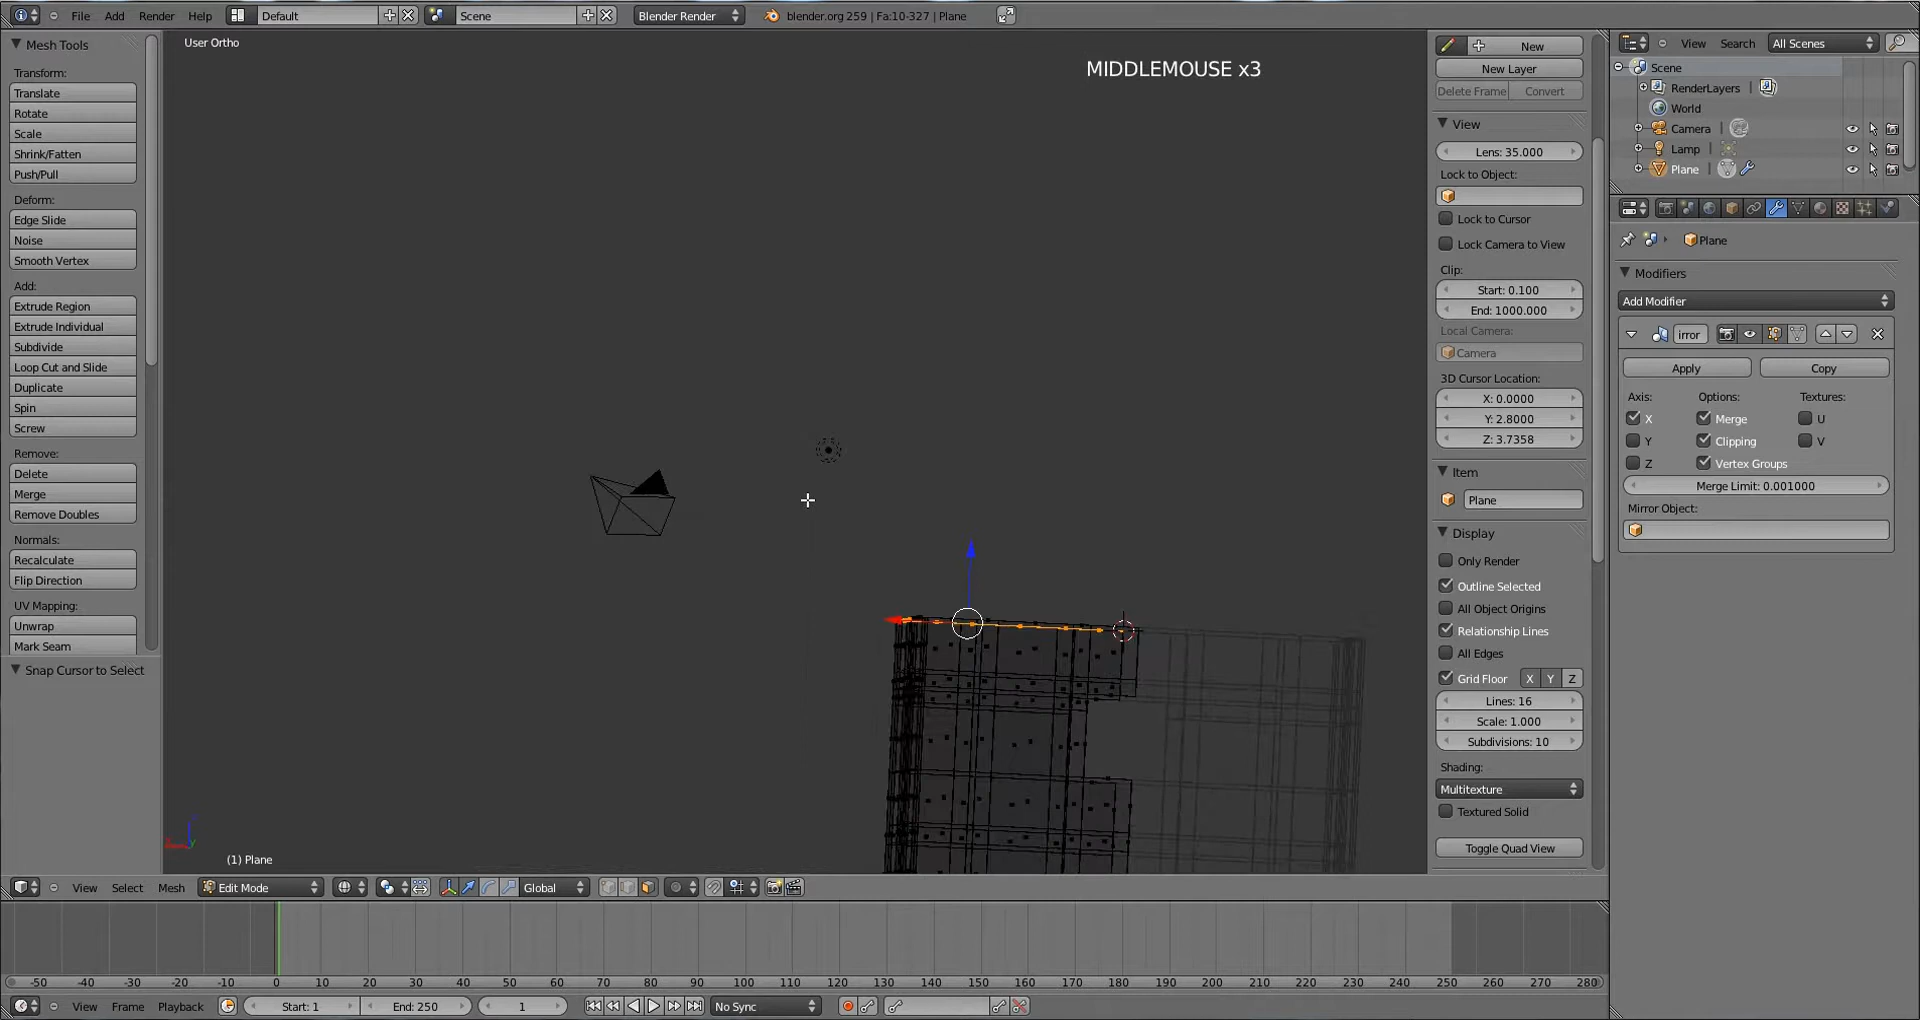 File Add Render Help Default Scene Blender Render blender.org 259 | Fa:10-327 | Plane
Mesh Tools
Transform:
Translate
Rotate
Scale
Shrink/Fatten
Push/Pull
Deform:
Edge Slide
Noise
Smooth Vertex
Add:
Extrude Region
Extrude Individual
Subdivide
Loop Cut and Slide
Duplicate
Spin
Screw
Remove:
Delete
Merge
Remove Doubles
Normals:
Recalculate
Flip Direction
UV Mapping:
Unwrap
Mark Seam
Snap Cursor to Select
User Ortho
MIDDLEMOUSE x3
(1) Plane
New
New Layer
Delete Frame Convert
View
Lens: 35.000
Lock to Object:
Lock to Cursor
Lock Camera to View
Clip:
Start: 0.100
End: 1000.000
Local Camera:
Camera
3D Cursor Location:
X: 0.0000
Y: 2.8000
Z: 3.7358
Item
Plane
Display
Only Render
Outline Selected
All Object Origins
Relationship Lines
All Edges
Grid Floor X Y Z
Lines: 16
Scale: 1.000
Subdivisions: 10
Shading:
Multitexture
Textured Solid
Toggle Quad View
View Search All Scenes
Scene
RenderLayers |
World
Camera |
Lamp |
Plane |
Plane
Modifiers
Add Modifier
irror
Apply Copy
Axis: Options: Textures:
X Merge U
Y Clipping V
Z Vertex Groups
Merge Limit: 0.001000
Mirror Object:
View Select Mesh Edit Mode Global
-50 -40 -30 -20 -10 0 10 20 30 40 50 60 70 80 90 100 110 120 130 140 150 160 170 180 190 200 210 220 230 240 250 260 270 280
View Frame Playback Start: 1 End: 250 1 No Sync